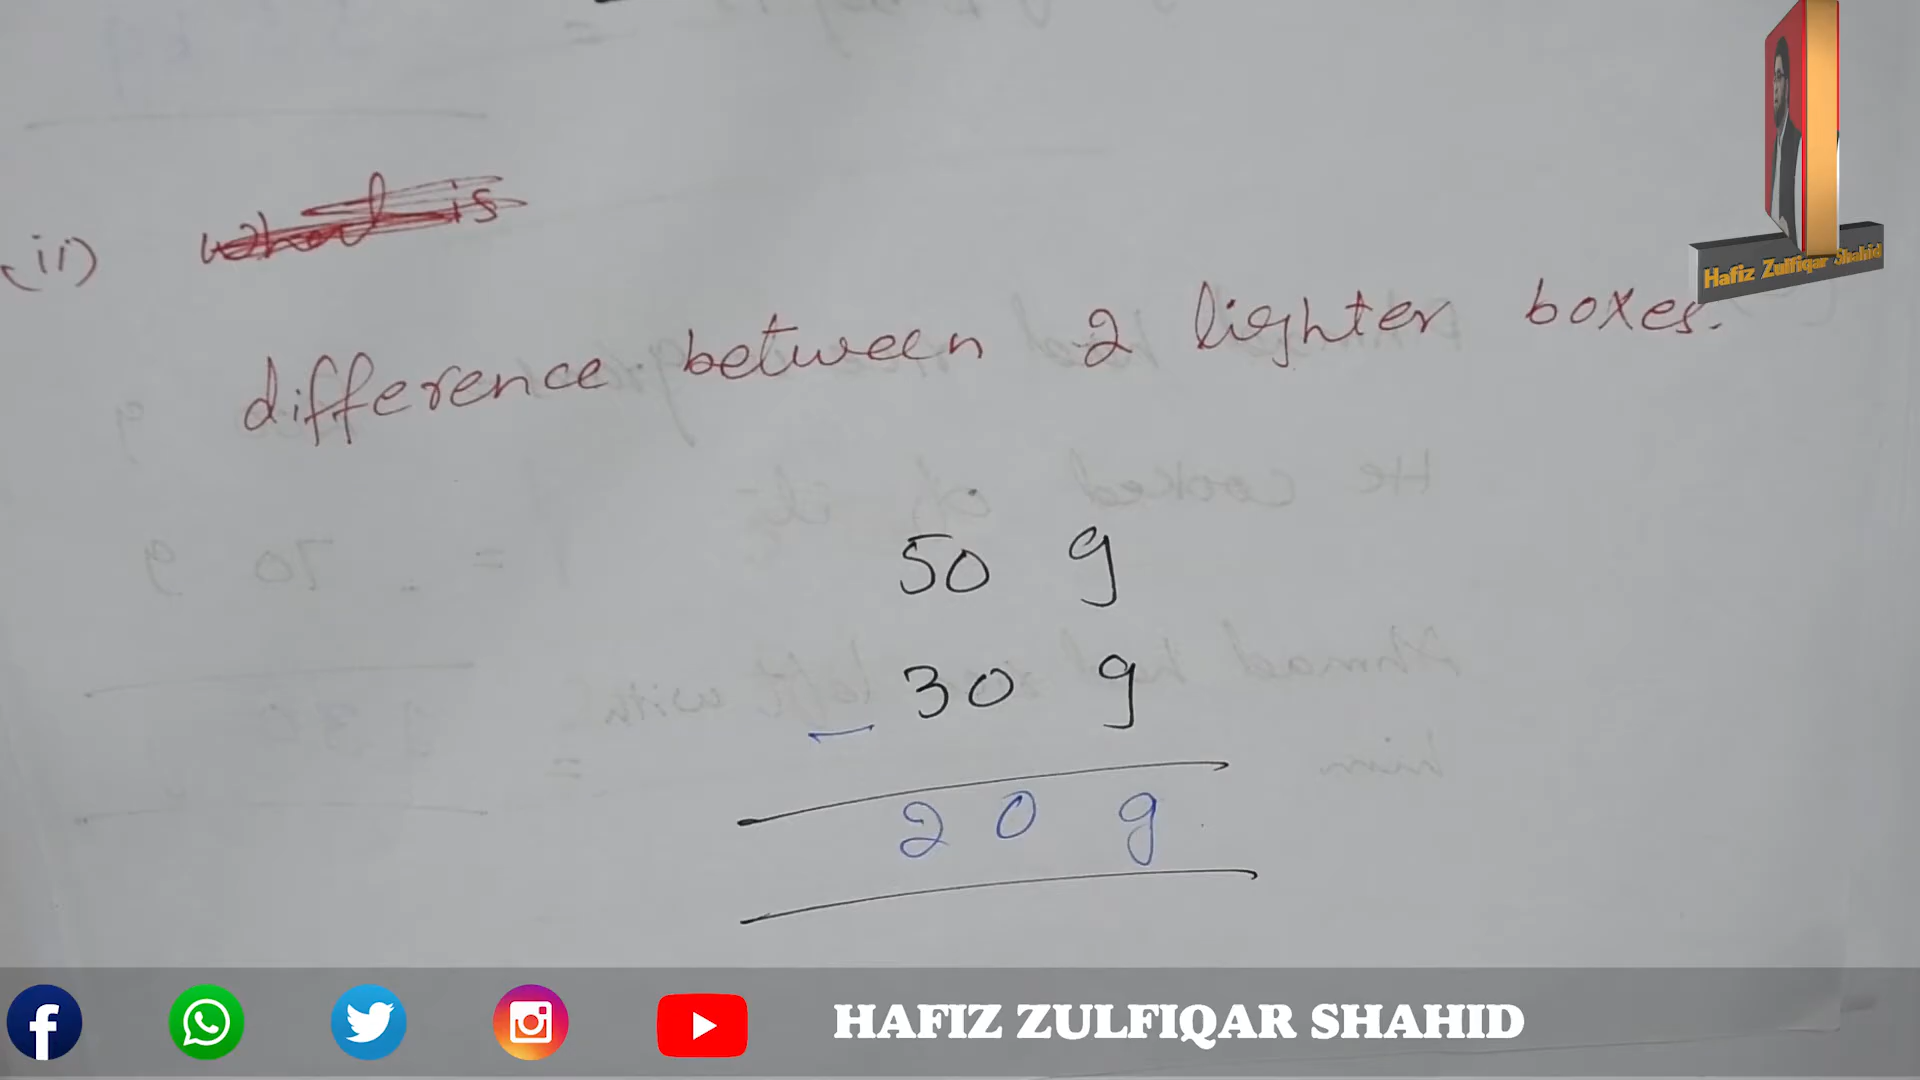 (ii) what is
difference between 2 lighter boxes.
50 g
- 30 g
20 g
Hafiz Zulfiqar Shahid
HAFIZ ZULFIQAR SHAHID